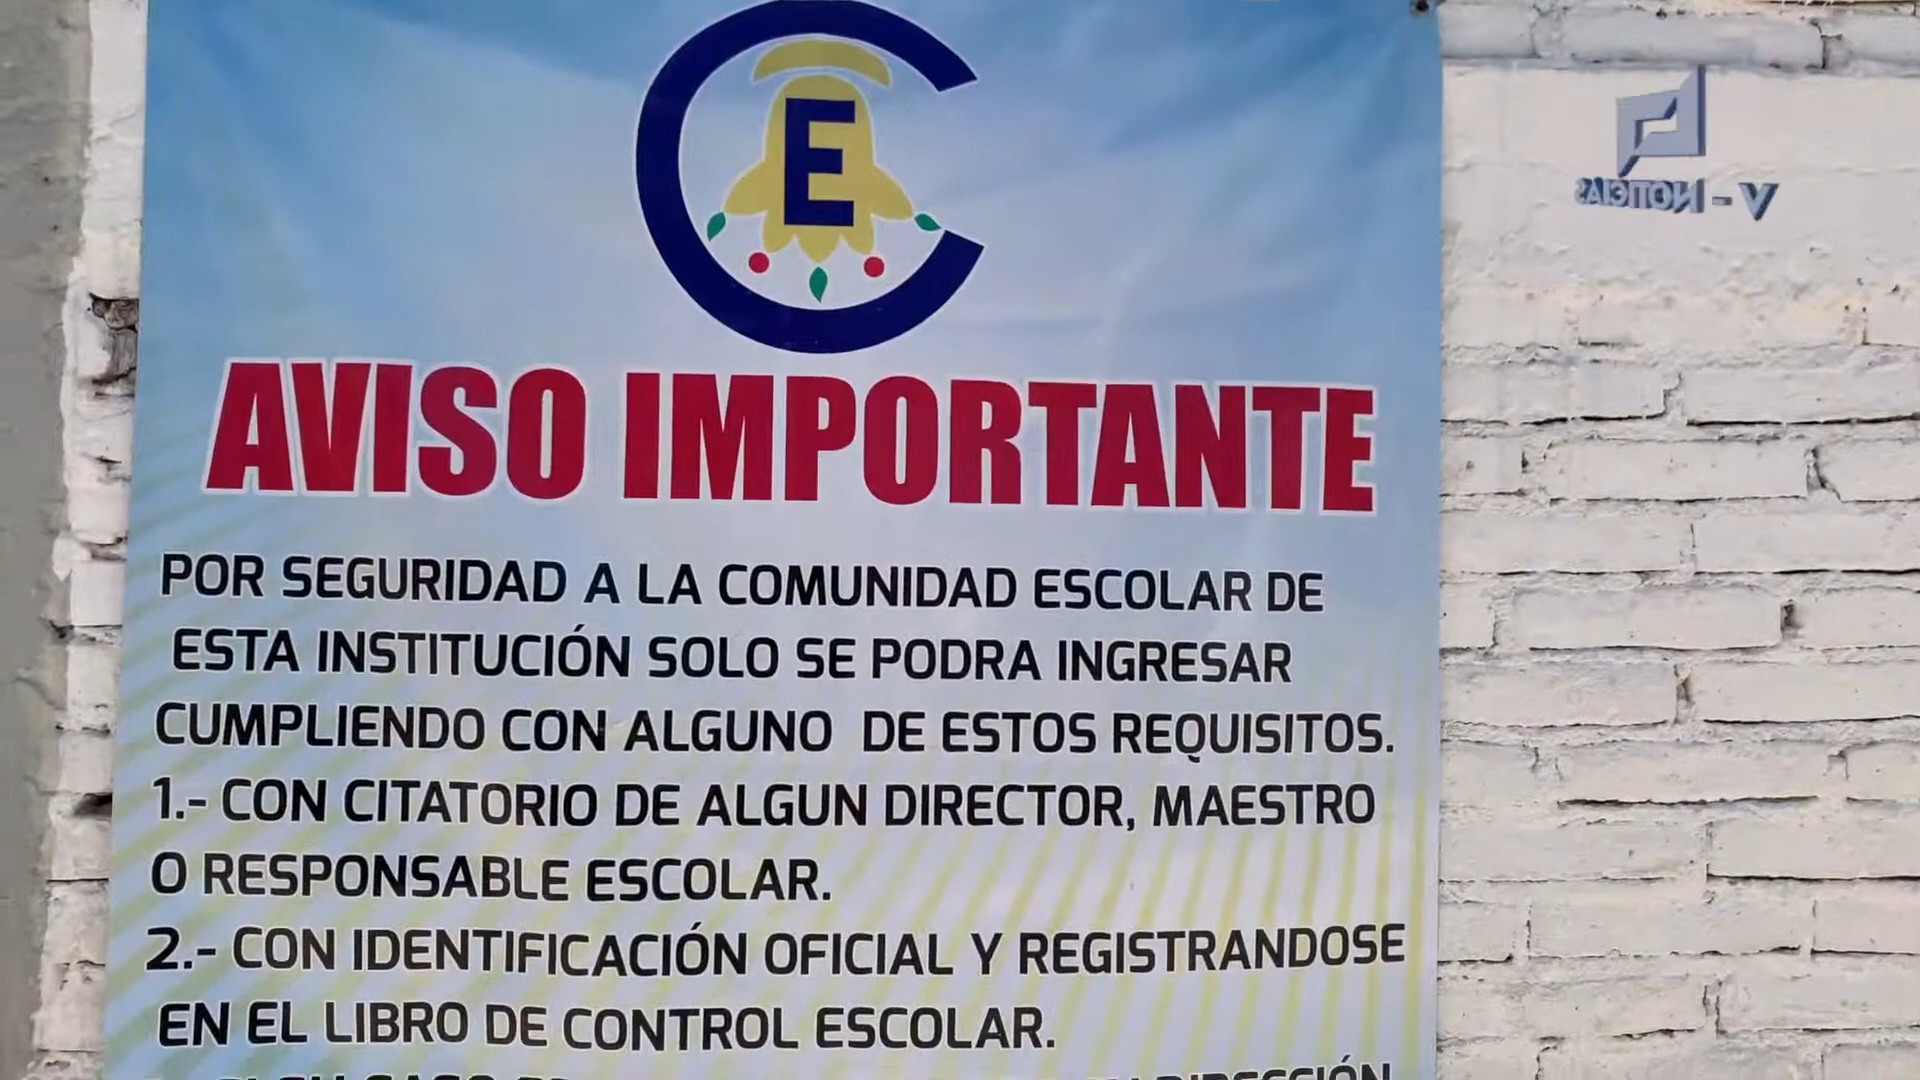 E
V - NOTICIAS
AVISO IMPORTANTE
POR SEGURIDAD A LA COMUNIDAD ESCOLAR DE
ESTA INSTITUCIÓN SOLO SE PODRA INGRESAR
CUMPLIENDO CON ALGUNO DE ESTOS REQUISITOS.
1.- CON CITATORIO DE ALGUN DIRECTOR, MAESTRO
O RESPONSABLE ESCOLAR.
2.- CON IDENTIFICACIÓN OFICIAL Y REGISTRANDOSE
EN EL LIBRO DE CONTROL ESCOLAR.
DIRECCIÓN